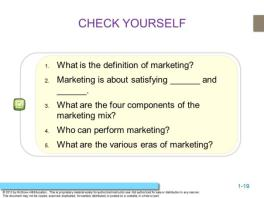 CHECK YOURSELF
1. What is the definition of marketing?
2. Marketing is about satisfying ______ and
______.
3. What are the four components of the
marketing mix?
4. Who can perform marketing?
5. What are the various eras of marketing?
1-19
© 2015 by McGraw-Hill Education. This is proprietary material solely for authorized instructor use. Not authorized for sale or distribution in any manner.
This document may not be copied, scanned, duplicated, forwarded, distributed, or posted on a website, in whole or part.